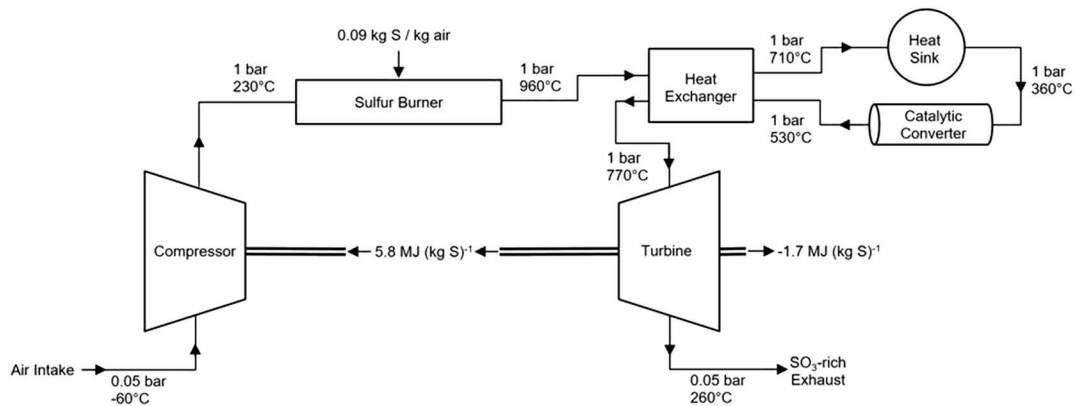 0.09 kg S / kg air
1 bar
230°C
Sulfur Burner
1 bar
960°C
Heat
Exchanger
1 bar
710°C
Heat
Sink
1 bar
360°C
Catalytic
Converter
1 bar
530°C
1 bar
770°C
Compressor
5.8 MJ (kg S)⁻¹
Turbine
-1.7 MJ (kg S)⁻¹
Air Intake
0.05 bar
-60°C
0.05 bar
260°C
SO₃-rich
Exhaust